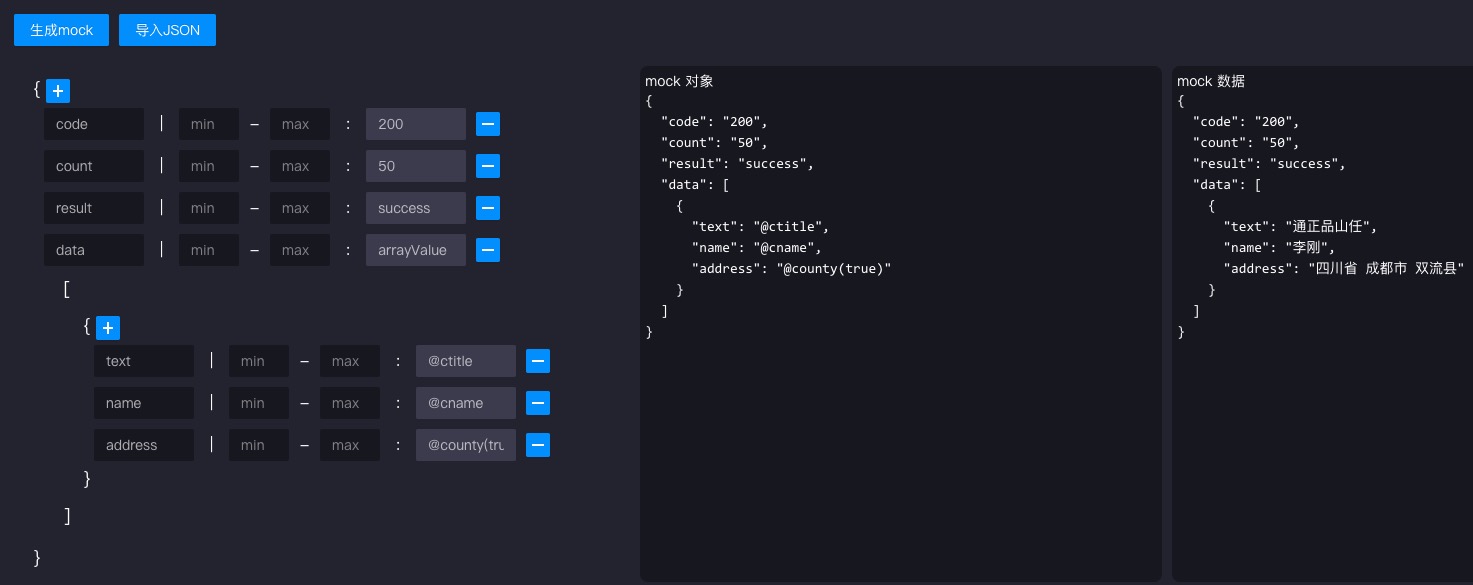 生成mock 导入JSON
{ +
code | min – max : 200 —
count | min – max : 50 —
result | min – max : success —
data | min – max : arrayValue —
[
{ +
text | min – max : @ctitle —
name | min – max : @cname —
address | min – max : @county(tru —
}
]
}
mock 对象
{
"code": "200",
"count": "50",
"result": "success",
"data": [
{
"text": "@ctitle",
"name": "@cname",
"address": "@county(true)"
}
]
}
mock 数据
{
"code": "200",
"count": "50",
"result": "success",
"data": [
{
"text": "通正品山任",
"name": "李刚",
"address": "四川省 成都市 双流县"
}
]
}